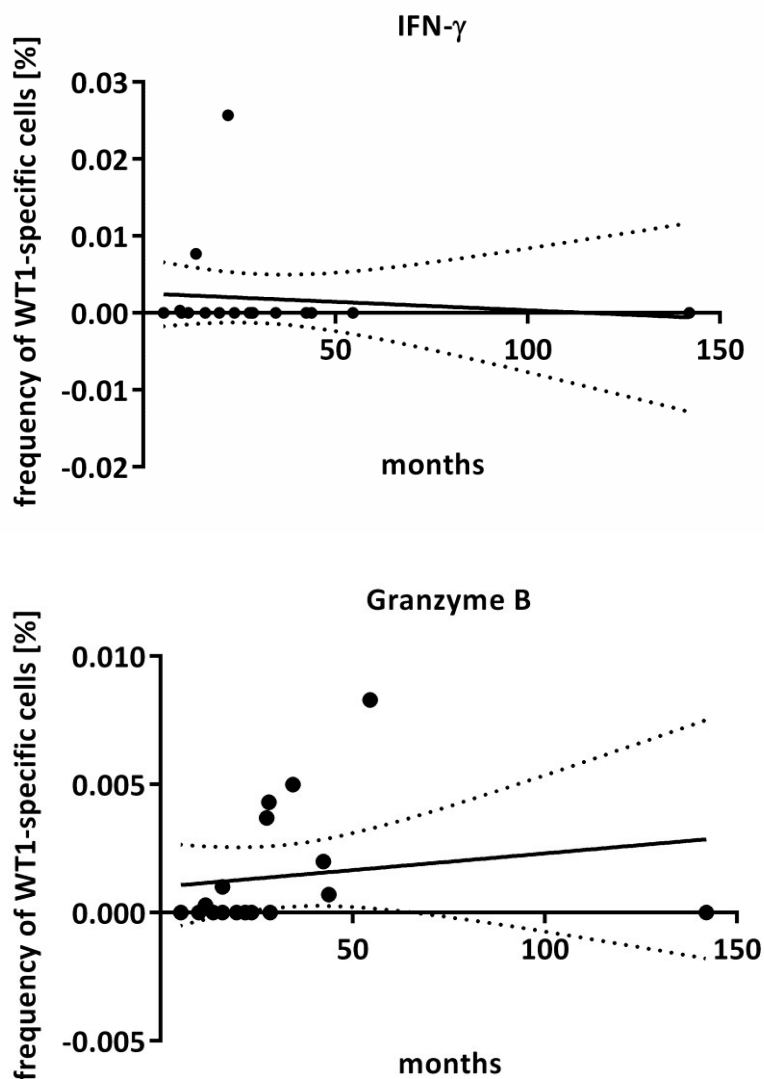 IFN-γ
frequency of WT1-specific cells [%]
0.03
0.02
0.01
0.00
-0.01
-0.02
50
100
150
months
Granzyme B
frequency of WT1-specific cells [%]
0.010
0.005
0.000
-0.005
50
100
150
months